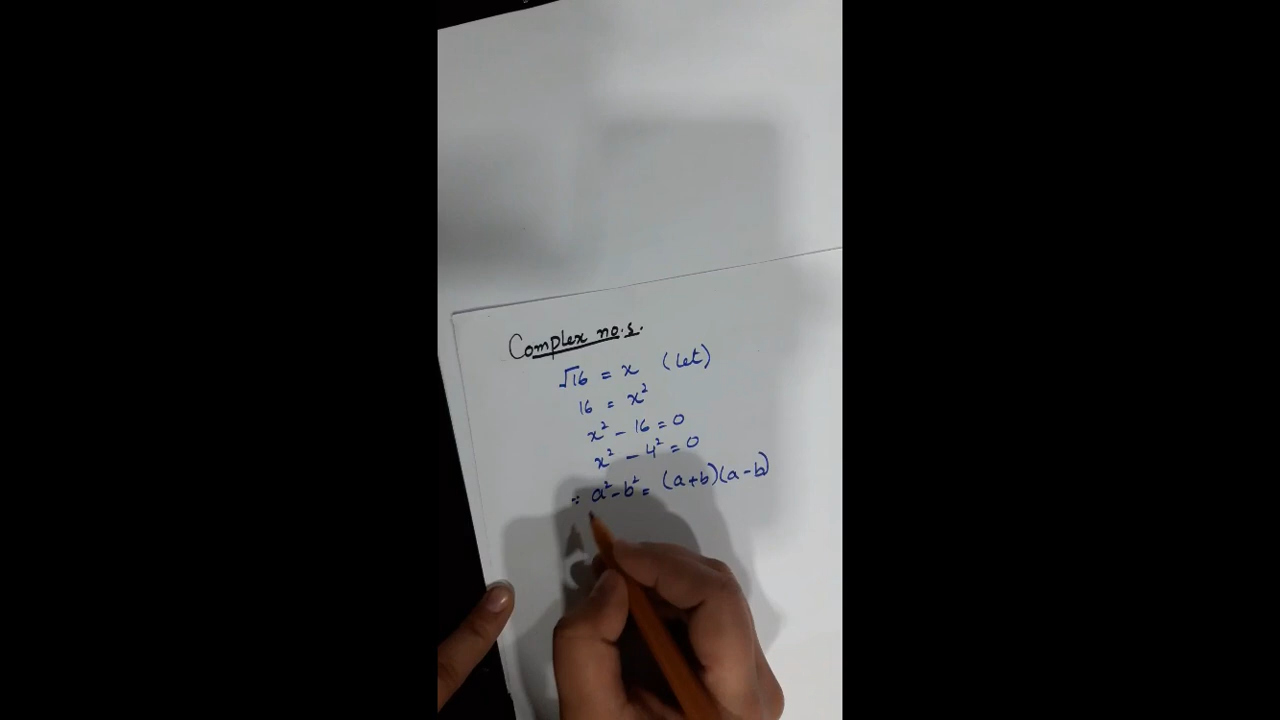 Complex no.s.
√16 = x (let)
16 = x²
x² - 16 = 0
x² - 4² = 0
∵ a² - b² = (a+b)(a-b)